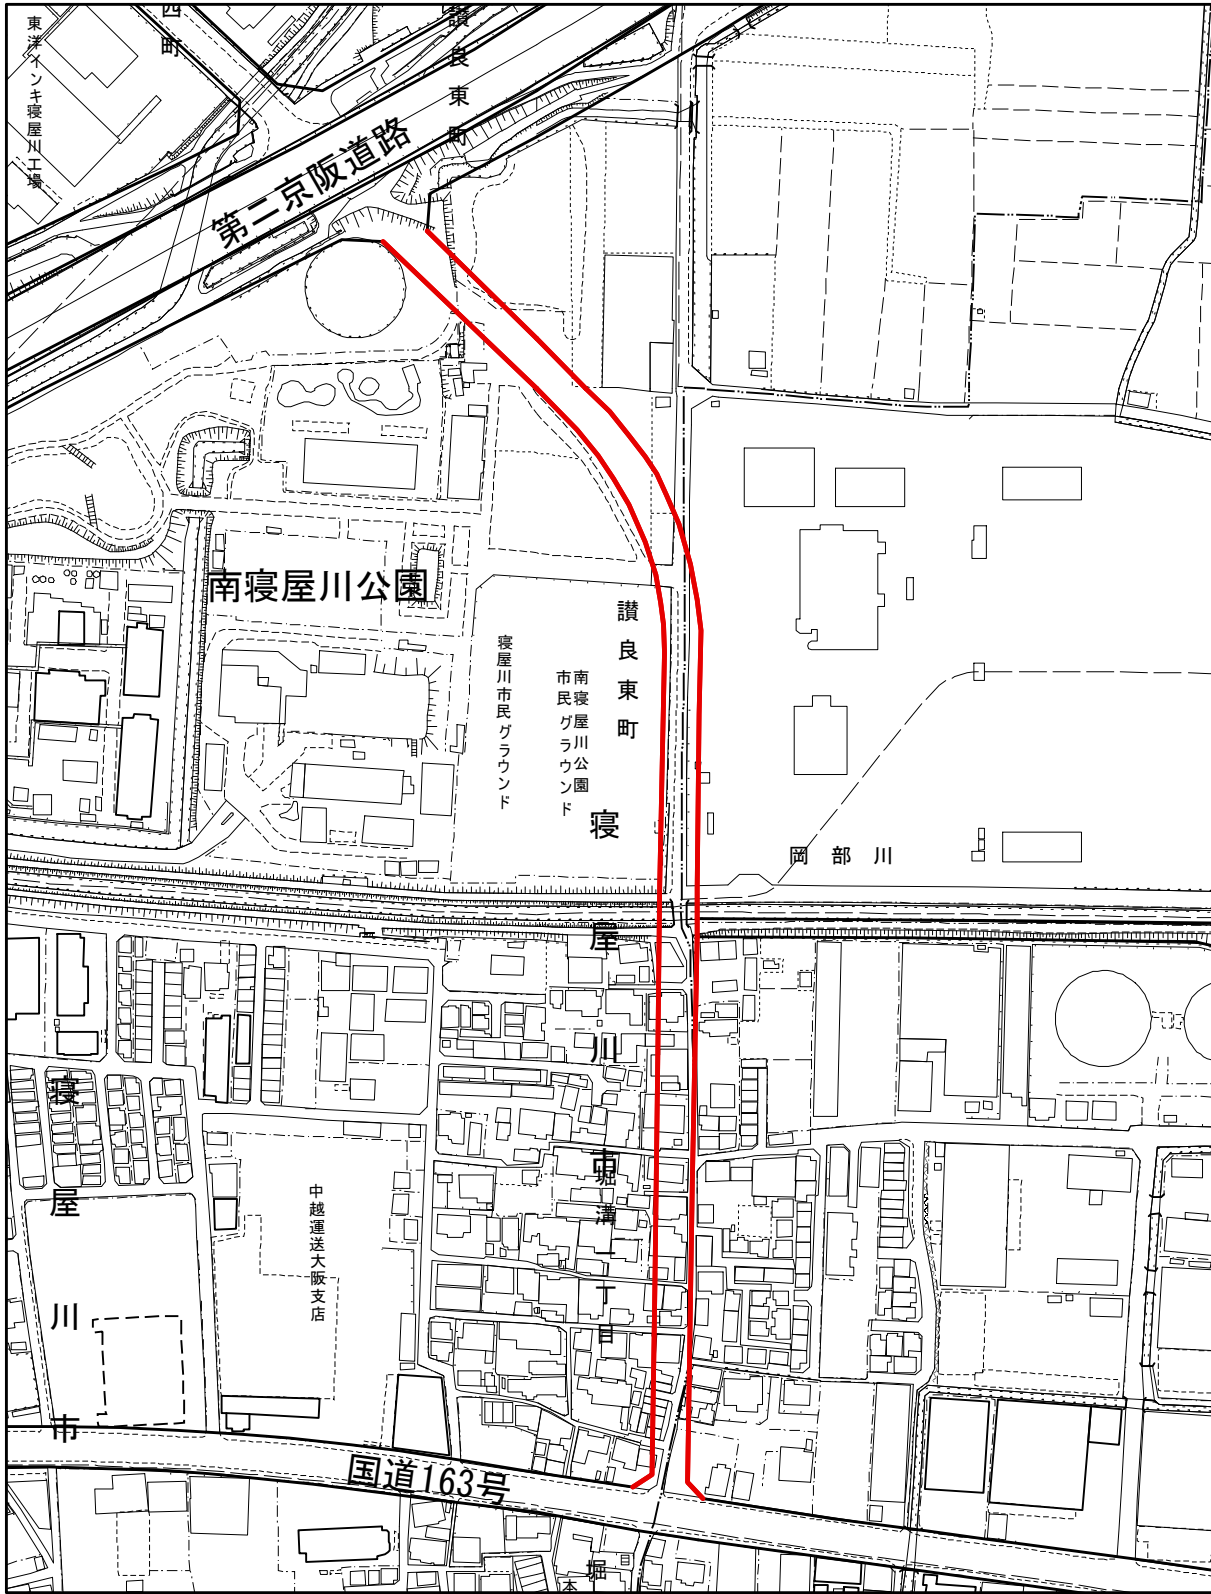 東洋インキ寝屋川工場
西町
讃良東町
第二京阪道路
南寝屋川公園
讃良東町
寝屋川市民グラウンド
南寝屋川公園
市民グラウンド
寝屋川市
岡部川
堀溝一丁目
寝屋川市
中越運送大阪支店
国道163号
堀
本
目